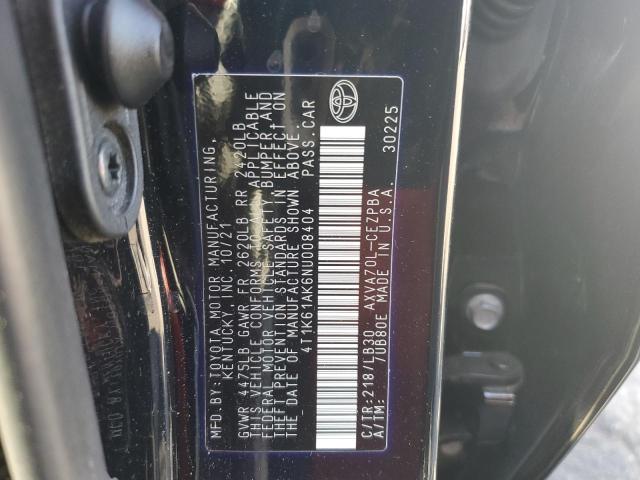 MFD.BY:TOYOTA MOTOR MANUFACTURING,
KENTUCKY, INC. 10/21
GVWR 4475LB GAWR FR 2620LB RR 2420LB
THIS VEHICLE CONFORMS TO ALL APPLICABLE
FEDERAL MOTOR VEHICLE SAFETY, BUMPER AND
THEFT PREVENTION STANDARDS IN EFFECT ON
THE DATE OF MANUFACTURE SHOWN ABOVE.
4T1K61AK6NU008404 PASS.CAR
C/TR:218/LB30 AXVA70L-CEZPBA
A/TM: 7UB80E MADE IN U.S.A. 30225